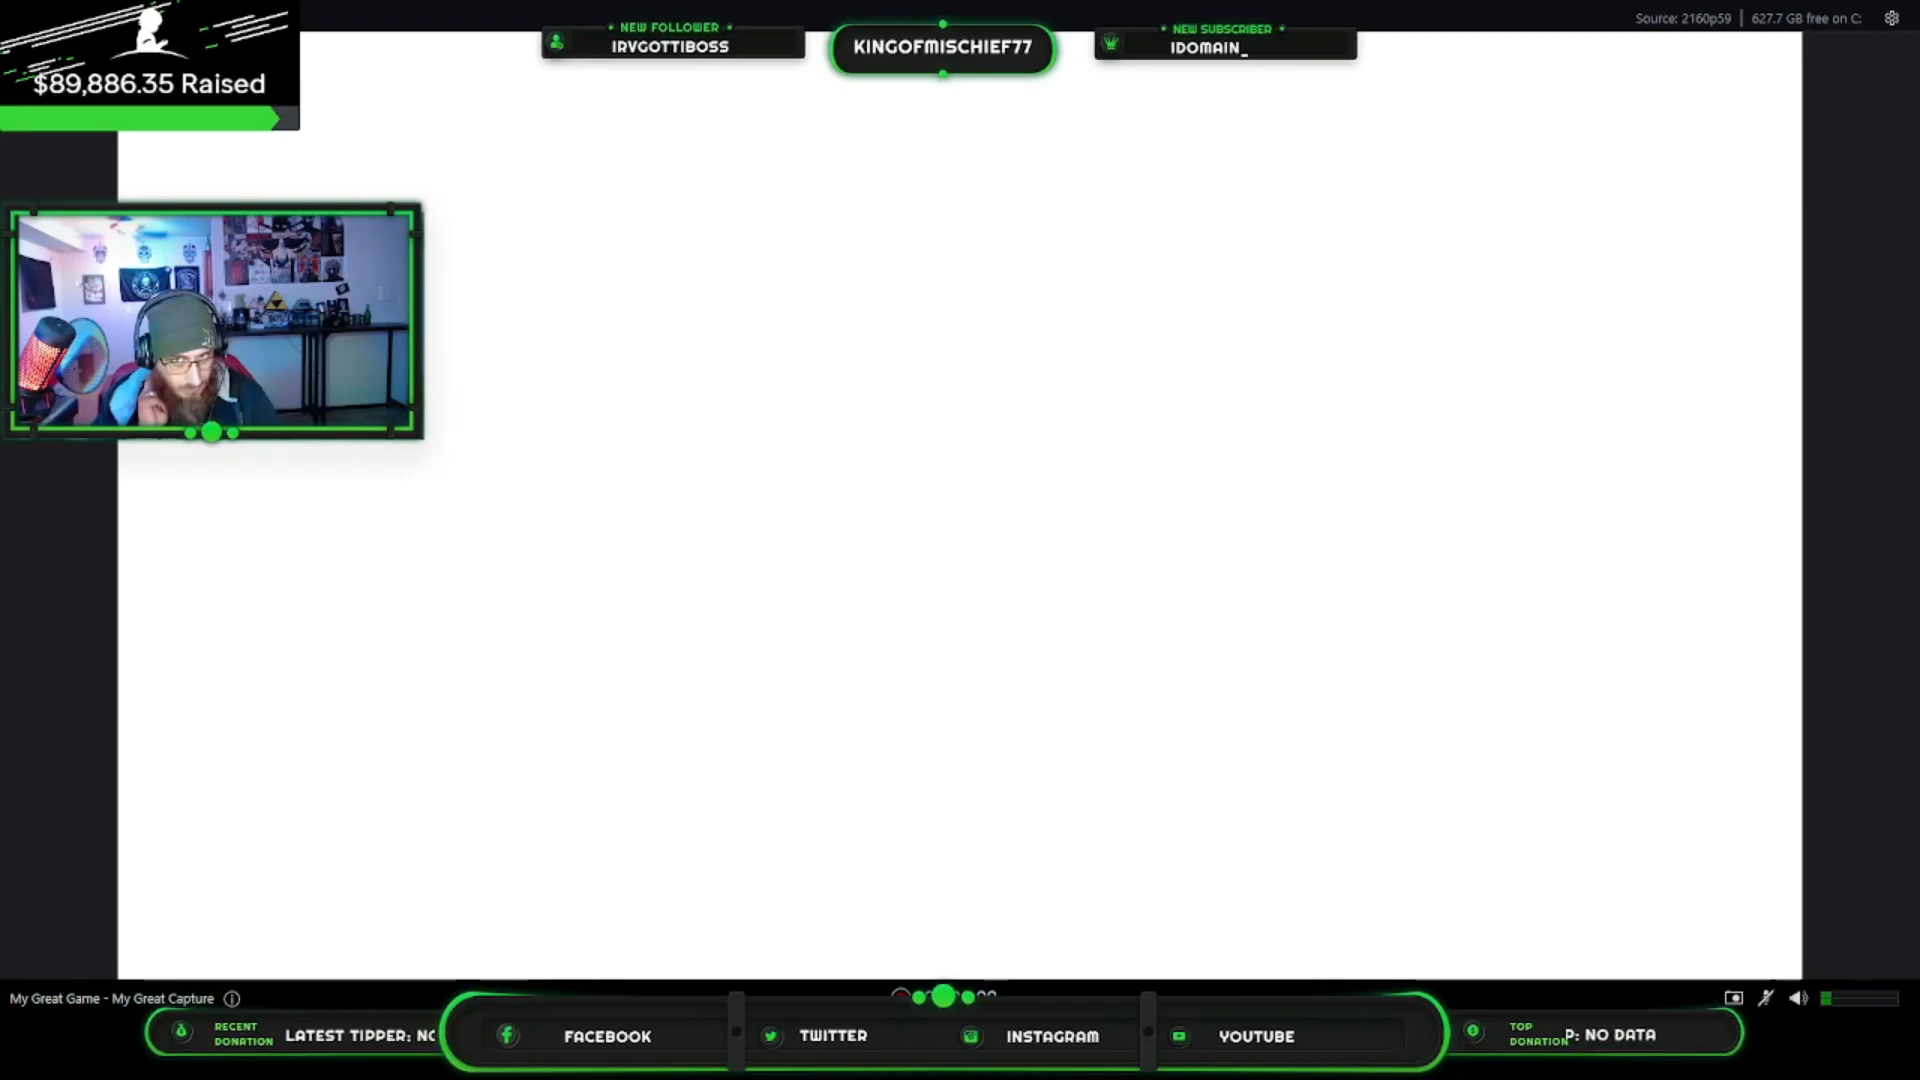 Source: 2160p59 | 627.7 GB free on C:
NEW FOLLOWER
IRVGOTTIBOSS
KINGOFMISCHIEF77
NEW SUBSCRIBER
IDOMAIN_
$89,886.35 Raised
My Great Game - My Great Capture
RECENT
DONATION
LATEST TIPPER: NO
FACEBOOK
TWITTER
INSTAGRAM
YOUTUBE
TOP
DONATION
P: NO DATA